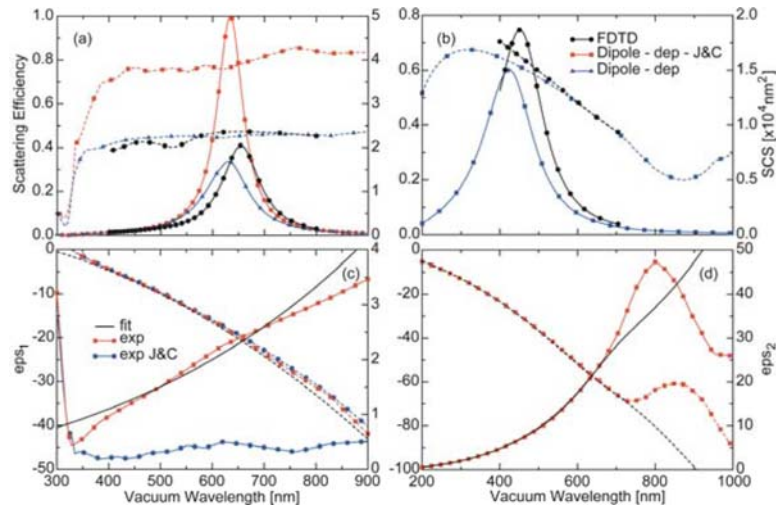 (a)
(b)
FDTD
Dipole - dep - J&C
Dipole - dep
Scattering Efficiency
1.0
0.8
0.6
0.4
0.2
0.0
5
4
3
2
1
0.8
0.6
0.4
0.2
0.0
2.0
1.5
1.0
0.5
0.0
SCS [x10⁴nm²]
(c)
(d)
fit
exp
exp J&C
eps₁
0
-10
-20
-30
-40
-50
4
3
2
1
0
0
-20
-40
-60
-80
-100
50
40
30
20
10
0
eps₂
300 400 500 600 700 800 900
200 400 600 800 1000
Vacuum Wavelength [nm]
Vacuum Wavelength [nm]